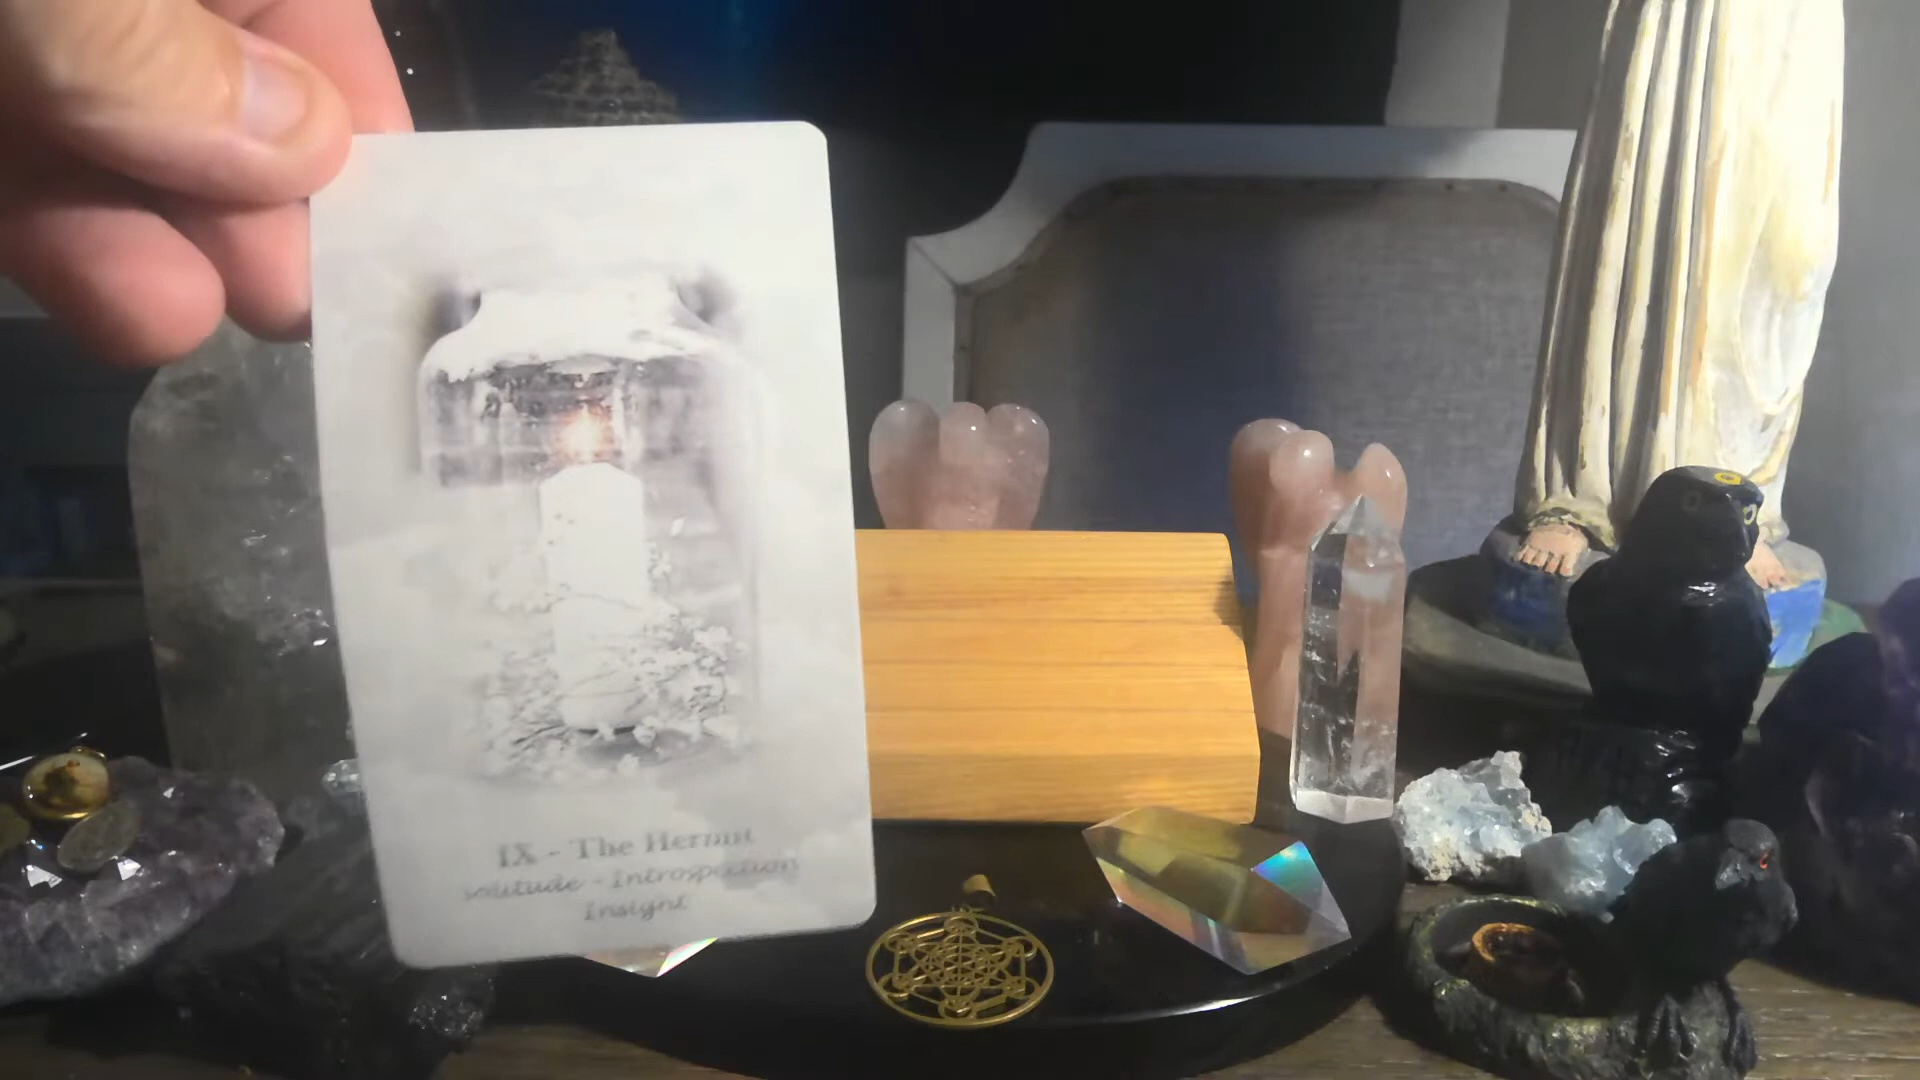 IX - The Hermit
solitude - Introspection
Insight